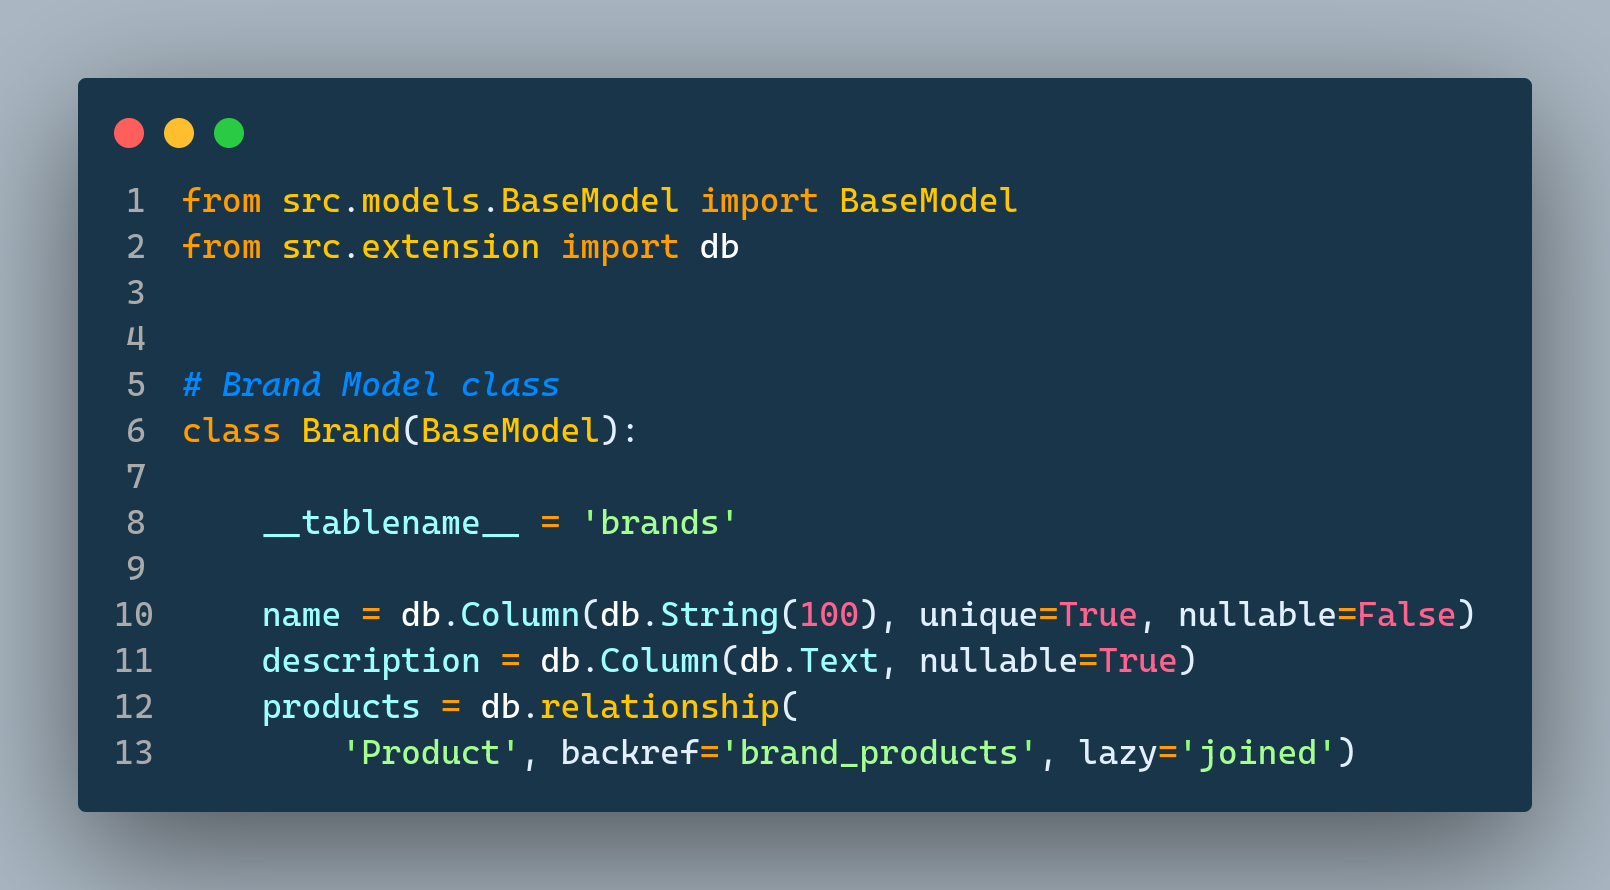 1 from src.models.BaseModel import BaseModel
2 from src.extension import db
3
4
5 # Brand Model class
6 class Brand(BaseModel):
7
8     __tablename__ = 'brands'
9
10     name = db.Column(db.String(100), unique=True, nullable=False)
11     description = db.Column(db.Text, nullable=True)
12     products = db.relationship(
13         'Product', backref='brand_products', lazy='joined')